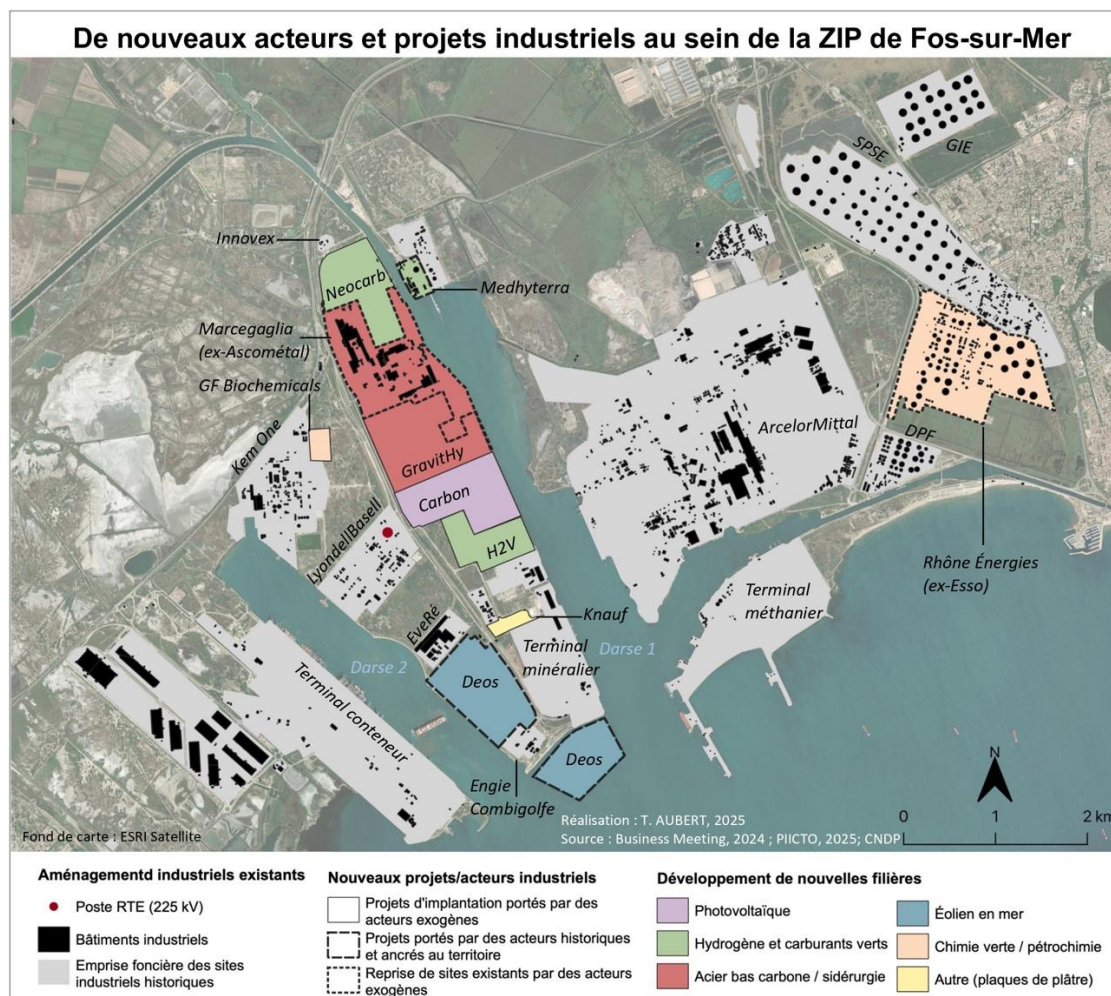 De nouveaux acteurs et projets industriels au sein de la ZIP de Fos-sur-Mer
GIE
SPSE
Innovex
Neocarb
Medhyterra
Marcegaglia
(ex-Ascométal)
GF Biochemicals
Kem One
ArcelorMittal
DPF
GravitHy
Carbon
LyondellBasell
H2V
Rhône Énergies
(ex-Esso)
Terminal
méthanier
Knauf
EveRé
Terminal
minéralier
Darse 1
Darse 2
Deos
Terminal conteneur
Deos
Engie
Combigolfe
N
Réalisation : T. AUBERT, 2025
Source : Business Meeting, 2024 ; PIICTO, 2025; CNDP
Fond de carte : ESRI Satellite
0 1 2 km
Aménagementd industriels existants
Poste RTE (225 kV)
Bâtiments industriels
Emprise foncière des sites
industriels historiques
Nouveaux projets/acteurs industriels
Projets d'implantation portés par des
acteurs exogènes
Projets portés par des acteurs historiques
et ancrés au territoire
Reprise de sites existants par des acteurs
exogènes
Développement de nouvelles filières
Photovoltaïque
Hydrogène et carburants verts
Acier bas carbone / sidérurgie
Éolien en mer
Chimie verte / pétrochimie
Autre (plaques de plâtre)